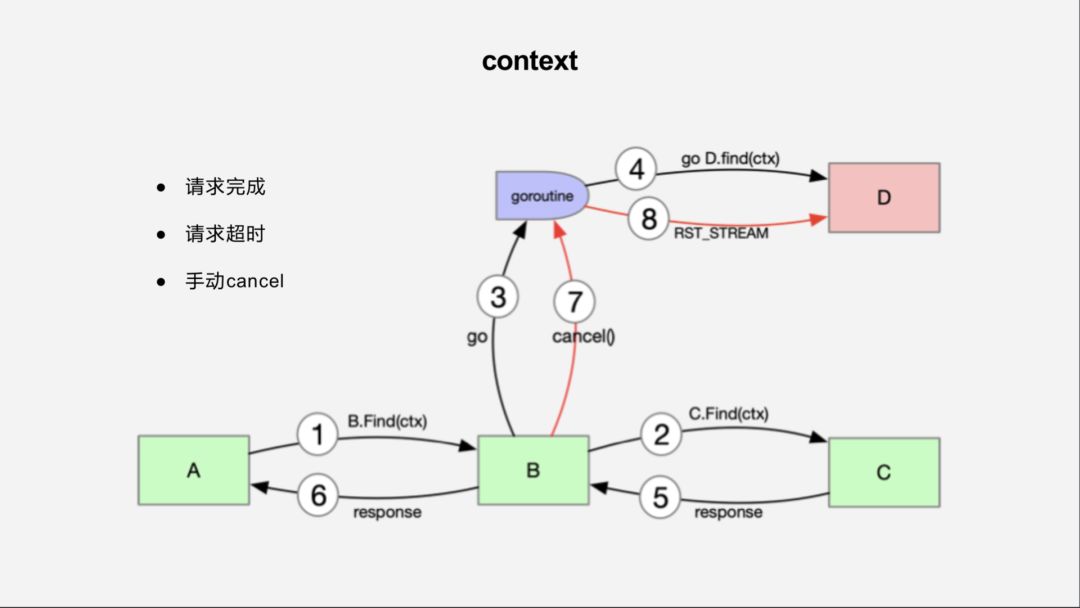 context
● 请求完成
● 请求超时
● 手动cancel
4
go D.find(ctx)
goroutine
D
8
RST_STREAM
3
7
go
cancel()
1
B.Find(ctx)
2
C.Find(ctx)
A
B
C
6
response
5
response